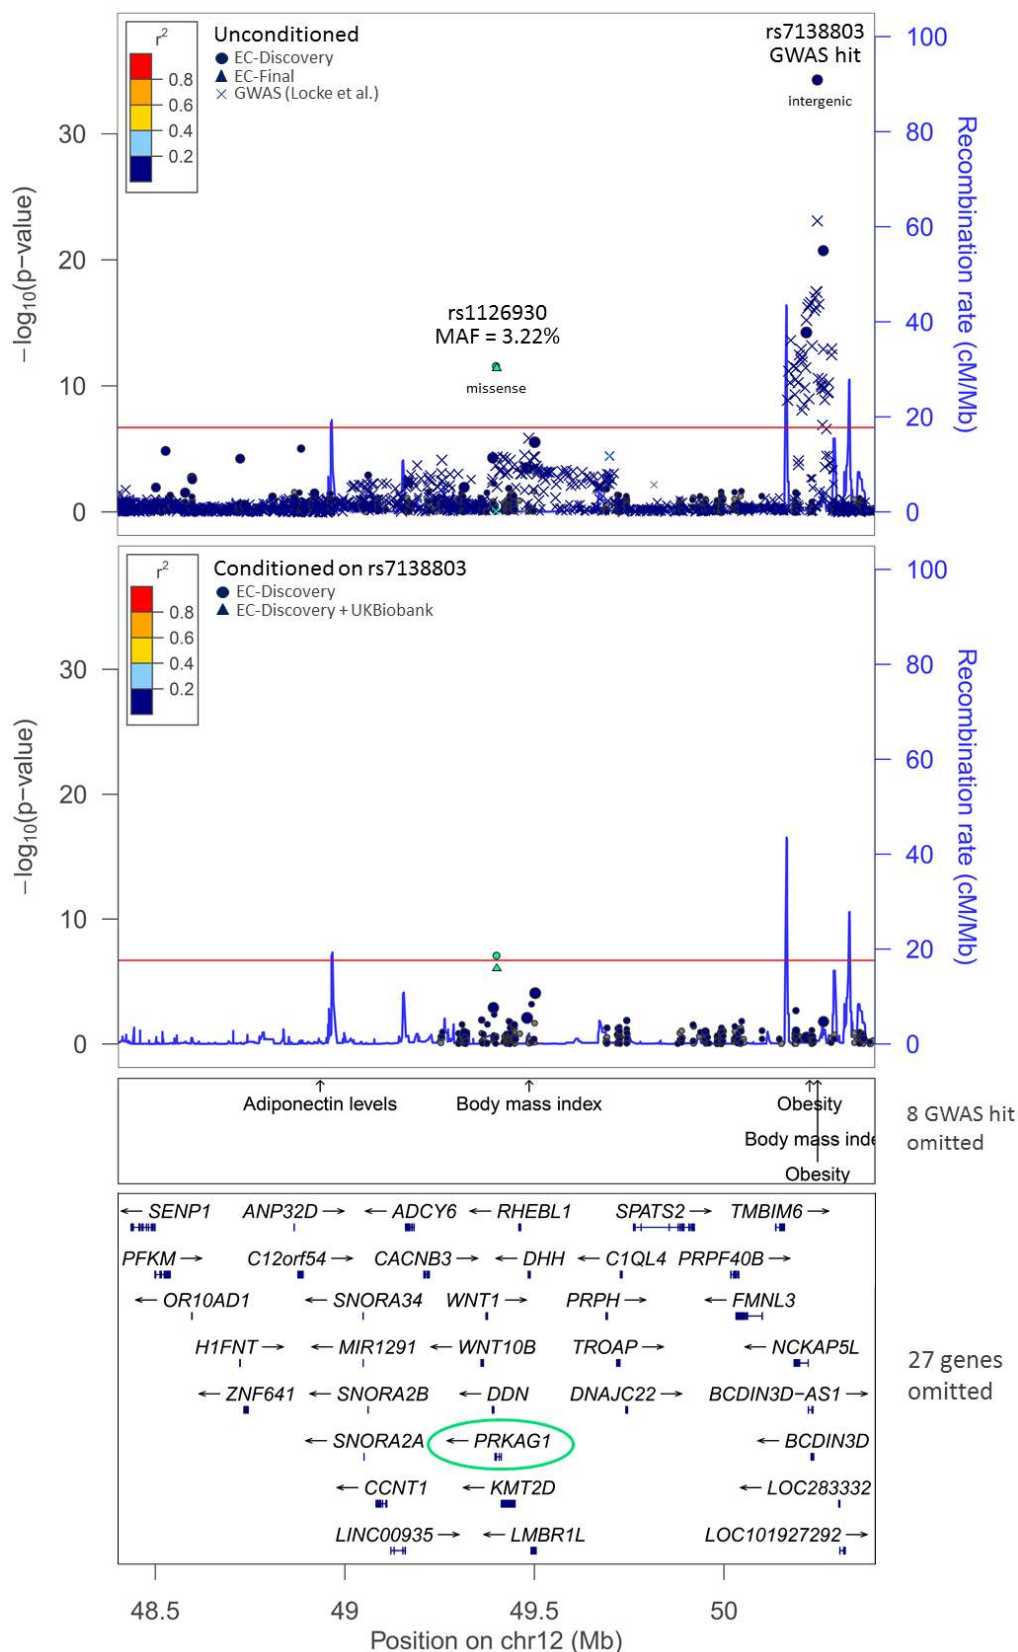 r²
0.8
0.6
0.4
0.2
Unconditioned
EC-Discovery
EC-Final
GWAS (Locke et al.)
rs7138803
GWAS hit
intergenic
rs1126930
MAF = 3.22%
missense
−log₁₀(p-value)
30
20
10
0
Recombination rate (cM/Mb)
100
80
60
40
20
0
r²
0.8
0.6
0.4
0.2
Conditioned on rs7138803
EC-Discovery
EC-Discovery + UKBiobank
−log₁₀(p-value)
30
20
10
0
Recombination rate (cM/Mb)
100
80
60
40
20
0
Adiponectin levels Body mass index Obesity
Body mass inde
Obesity
8 GWAS hit
omitted
← SENP1 ANP32D → ← ADCY6 ← RHEBL1 SPATS2 → TMBIM6 →
PFKM → C12orf54 → CACNB3 → ← DHH ← C1QL4 PRPF40B →
← OR10AD1 ← SNORA34 WNT1 → PRPH → ← FMNL3
H1FNT → ← MIR1291 ← WNT10B TROAP → ← NCKAP5L
← ZNF641 ← SNORA2B ← DDN DNAJC22 → BCDIN3D−AS1 →
← SNORA2A ← PRKAG1 ← BCDIN3D
← CCNT1 ← KMT2D ← LOC283332
LINC00935 → ← LMBR1L LOC101927292 →
27 genes
omitted
48.5 49 49.5 50
Position on chr12 (Mb)